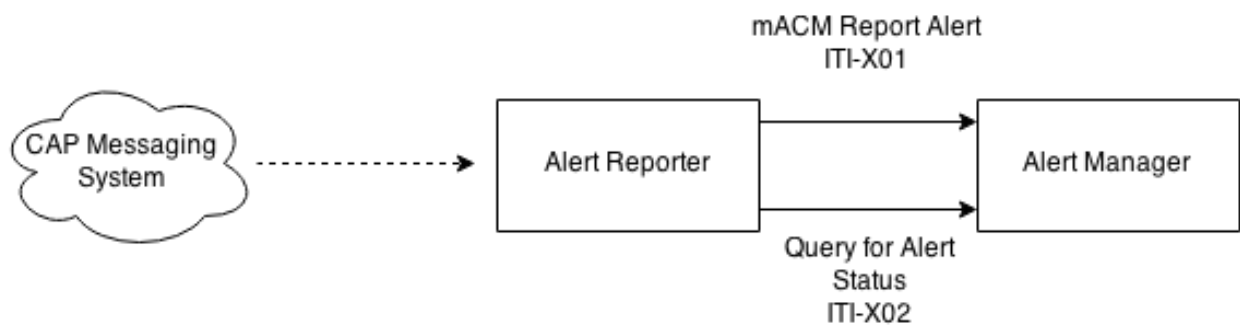 mACM Report Alert
ITI-X01
CAP Messaging
System
Alert Reporter
Alert Manager
Query for Alert
Status
ITI-X02